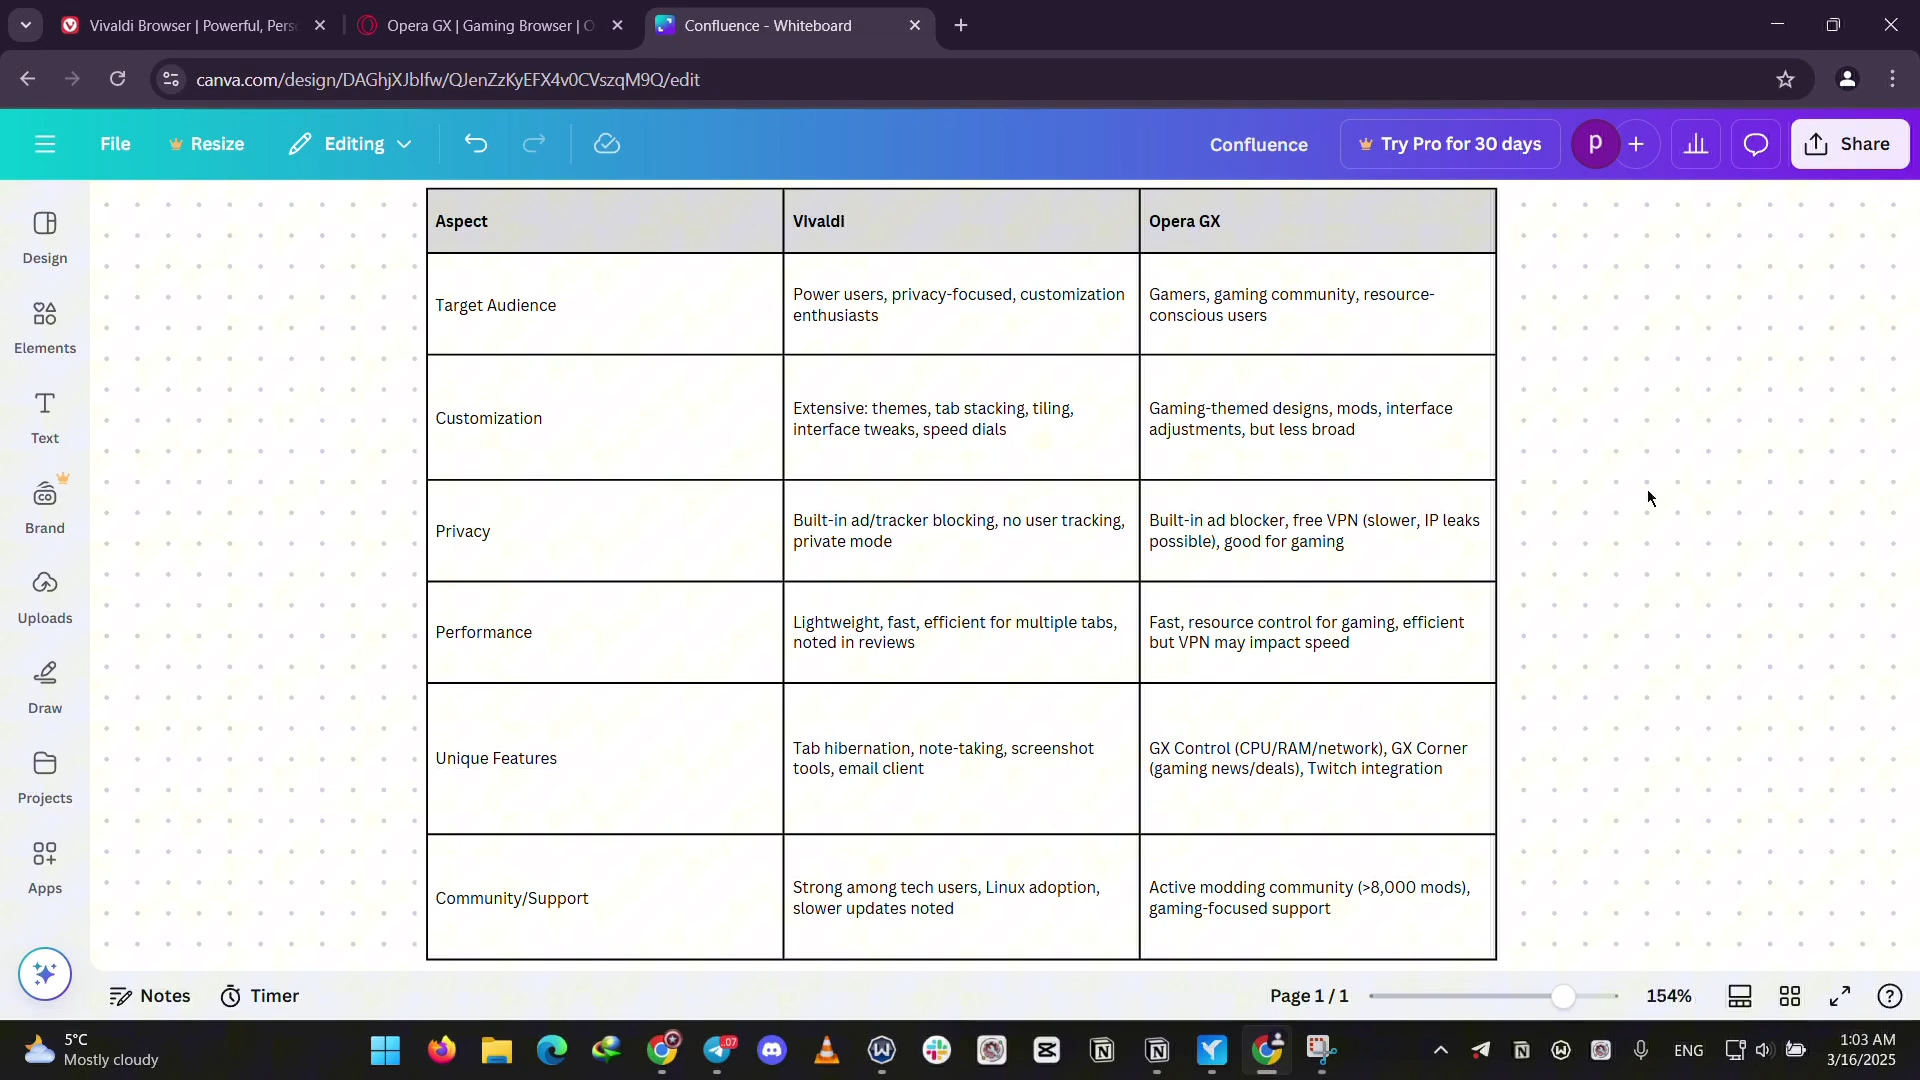 Vivaldi Browser | Powerful, Pers
Opera GX | Gaming Browser | O
Confluence - Whiteboard
canva.com/design/DAGhjXJbIfw/QJenZzKyEFX4v0CVszqM9Q/edit
File
Resize
Editing
Confluence
Try Pro for 30 days
p
Share
Design
Elements
Text
Brand
Uploads
Draw
Projects
Apps
Aspect
Vivaldi
Opera GX
Target Audience
Power users, privacy-focused, customization
enthusiasts
Gamers, gaming community, resource-
conscious users
Customization
Extensive: themes, tab stacking, tiling,
interface tweaks, speed dials
Gaming-themed designs, mods, interface
adjustments, but less broad
Privacy
Built-in ad/tracker blocking, no user tracking,
private mode
Built-in ad blocker, free VPN (slower, IP leaks
possible), good for gaming
Performance
Lightweight, fast, efficient for multiple tabs,
noted in reviews
Fast, resource control for gaming, efficient
but VPN may impact speed
Unique Features
Tab hibernation, note-taking, screenshot
tools, email client
GX Control (CPU/RAM/network), GX Corner
(gaming news/deals), Twitch integration
Community/Support
Strong among tech users, Linux adoption,
slower updates noted
Active modding community (>8,000 mods),
gaming-focused support
Notes
Timer
Page 1 / 1
154%
5°C
Mostly cloudy
ENG
1:03 AM
3/16/2025